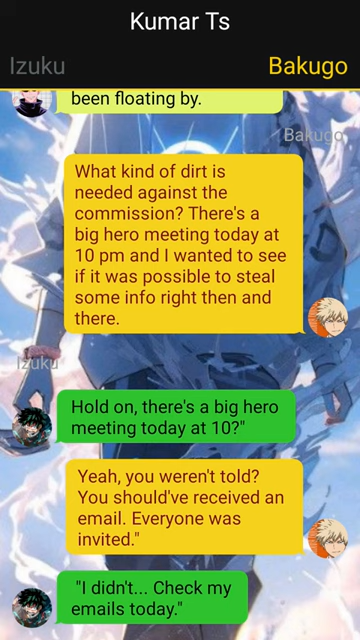 Kumar Ts
Izuku
Bakugo
been floating by.
Bakugo
What kind of dirt is
needed against the
commission? There's a
big hero meeting today at
10 pm and I wanted to see
if it was possible to steal
some info right then and
there.
Izuku
Hold on, there's a big hero
meeting today at 10?"
Yeah, you weren't told?
You should've received an
email. Everyone was
invited."
"I didn't... Check my
emails today."